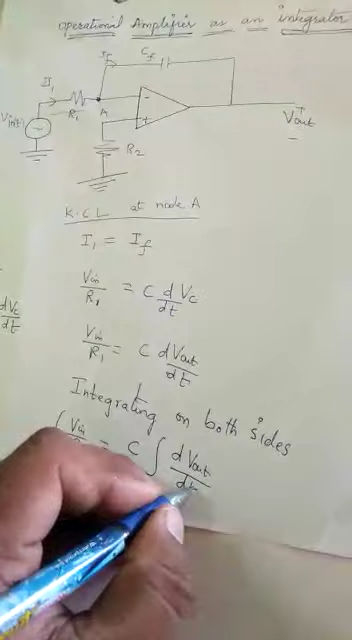 Operational Amplifier as an integrator
If
Cf
I1
R1
A
-
+
Vin(t)
R2
Vout
+
-
K.C.L at node A
I1 = If
Vin/R1 = C d/dt Vc
dVc/dt
Vin/R1 = C dVout/dt
Integrating on both sides
∫ Vin = C ∫ dVout/dt